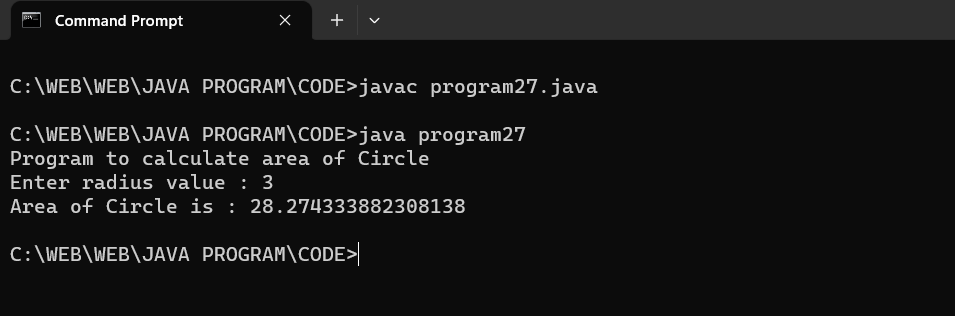 Command Prompt
C:\WEB\WEB\JAVA PROGRAM\CODE>javac program27.java
C:\WEB\WEB\JAVA PROGRAM\CODE>java program27
Program to calculate area of Circle
Enter radius value : 3
Area of Circle is : 28.274333882308138
C:\WEB\WEB\JAVA PROGRAM\CODE>